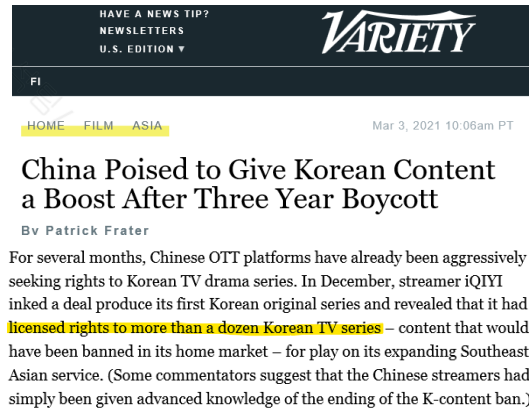 HAVE A NEWS TIP?
NEWSLETTERS
U.S. EDITION ▼
VARIETY
FI
HOME FILM ASIA
Mar 3, 2021 10:06am PT
China Poised to Give Korean Content
a Boost After Three Year Boycott
By Patrick Frater
For several months, Chinese OTT platforms have already been aggressively
seeking rights to Korean TV drama series. In December, streamer iQIYI
inked a deal produce its first Korean original series and revealed that it had
licensed rights to more than a dozen Korean TV series – content that would
have been banned in its home market – for play on its expanding Southeast
Asian service. (Some commentators suggest that the Chinese streamers had
simply been given advanced knowledge of the ending of the K-content ban.)